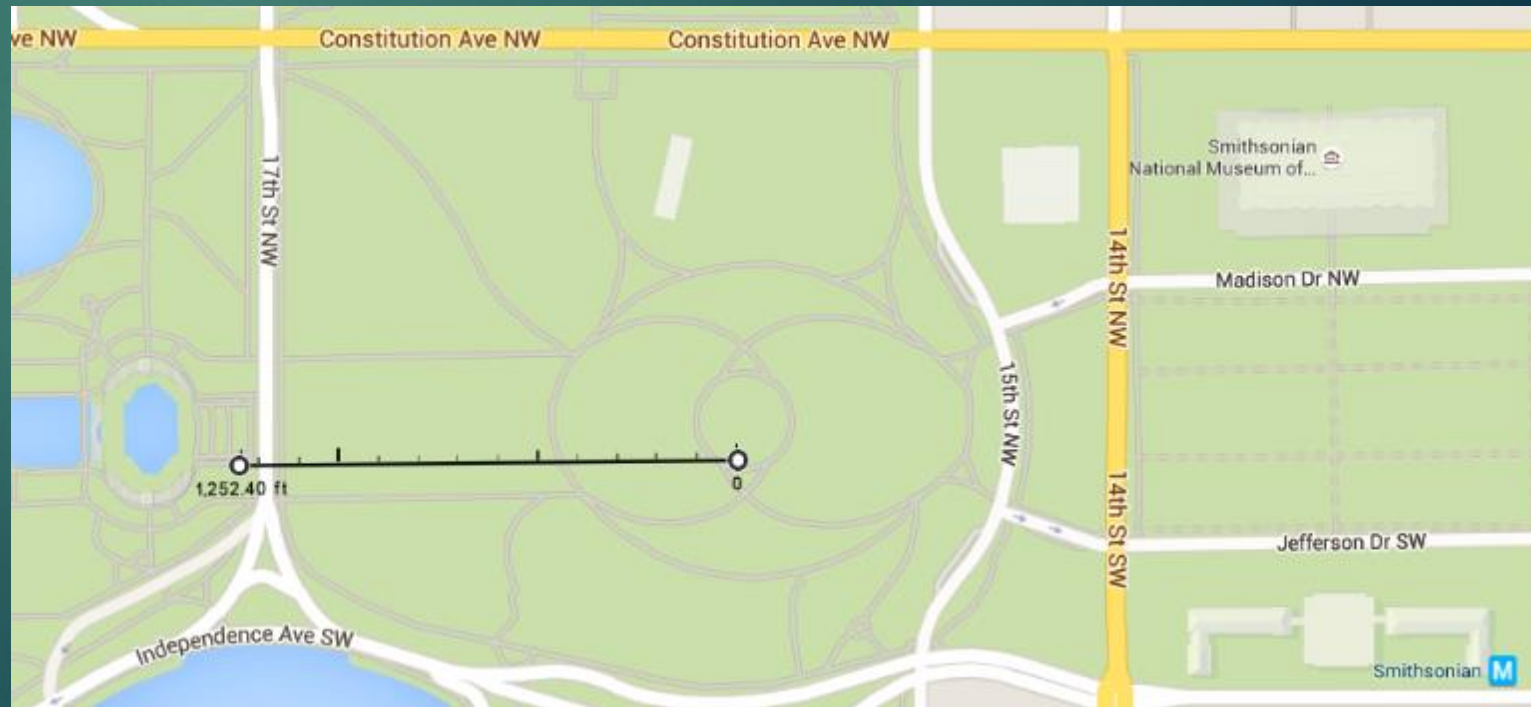 ve NW
Constitution Ave NW
Constitution Ave NW
17th St NW
Smithsonian
National Museum of...
14th St NW
Madison Dr NW
15th St NW
1,252.40 ft
0
14th St SW
Jefferson Dr SW
Independence Ave SW
Smithsonian M